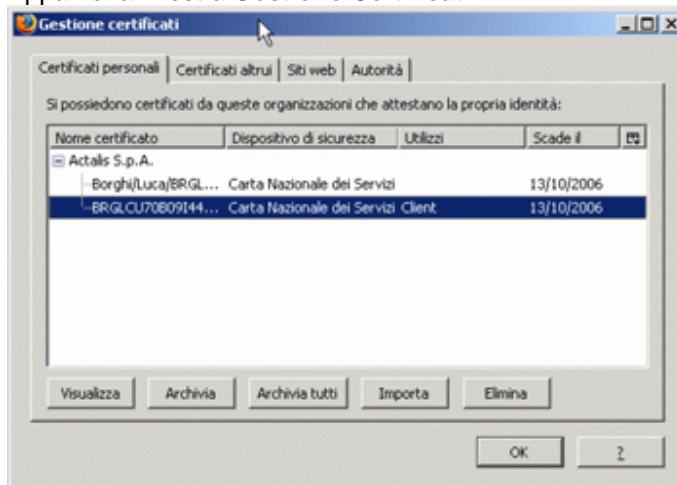 Gestione certificati
Certificati personali Certificati altrui Siti web Autorità
Si possiedono certificati da queste organizzazioni che attestano la propria identità:
Nome certificato Dispositivo di sicurezza Utilizzi Scade il
Actalis S.p.A.
Borghi/Luca/BRGL... Carta Nazionale dei Servizi 13/10/2006
BRGLCU70B09I44... Carta Nazionale dei Servizi Client 13/10/2006
Visualizza Archivia Archivia tutti Importa Elimina
OK ?